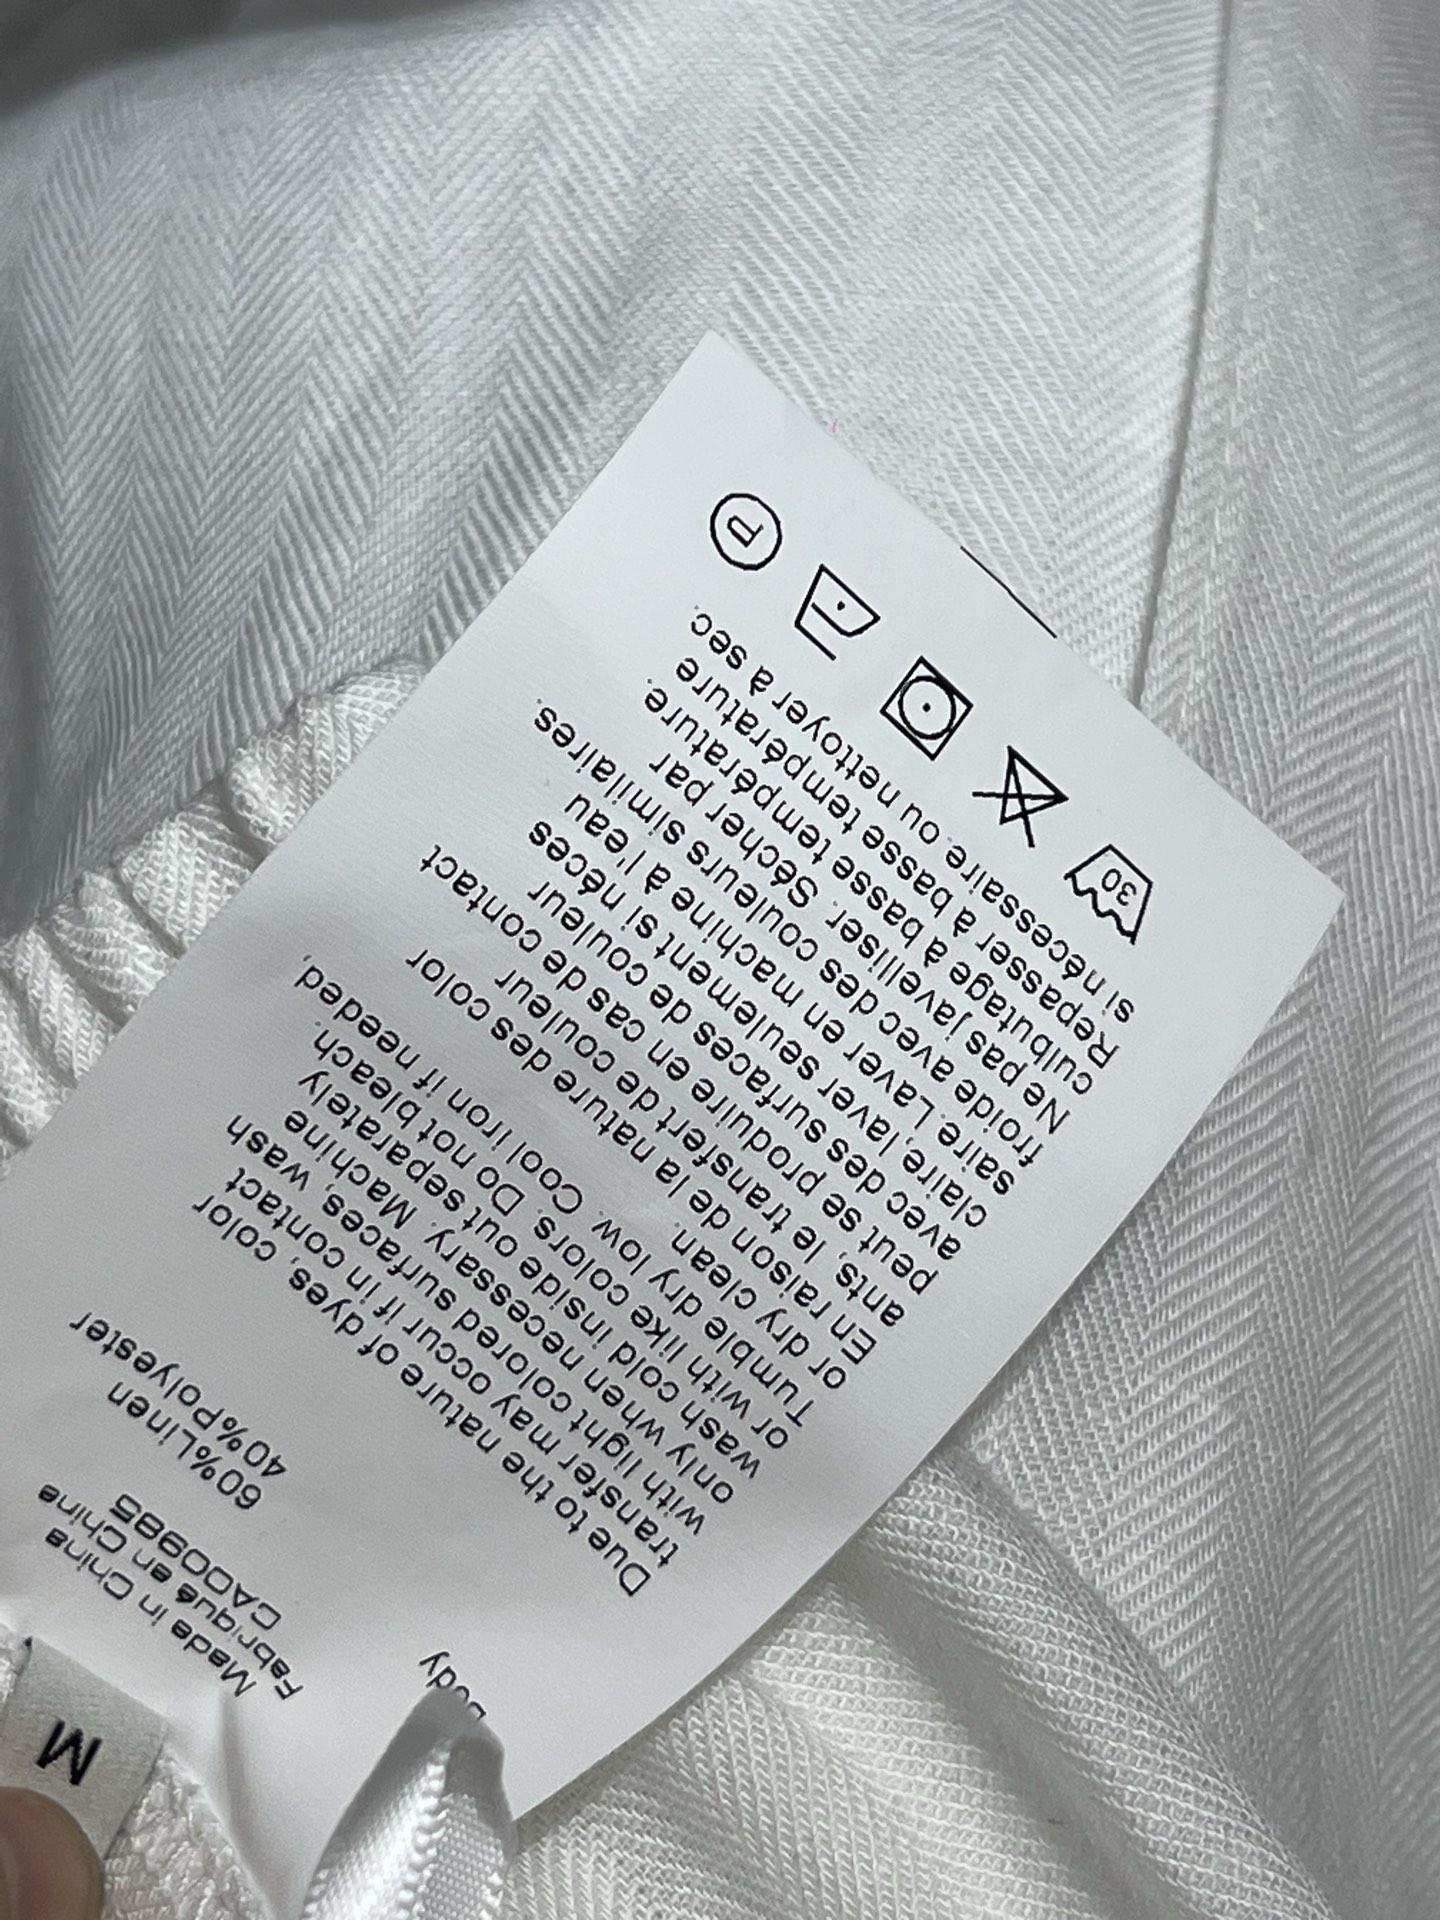 M
Made in China
Fabriqué en Chine
CA00985
60%Linen
40%Polyester
Due to the nature of dyes, color
transfer may occur if in contact
with light colored surfaces, wash
only when necessary. Machine
wash cold inside out separately
or with like colors. Do not bleach.
Tumble dry low. Cool iron if needed,
or dry clean.
En raison de la nature des color
ants, le transfert de couleur
peut se produire en cas de contact
avec des surfaces de couleur
claire, laver seulement si néces
saire. Laver en machine à l'eau
froide avec des couleurs similaires.
Ne pas javelliser. Sécher par
culbutage à basse température.
Repasser à basse température
si nécessaire. ou nettoyer à sec.
30
P